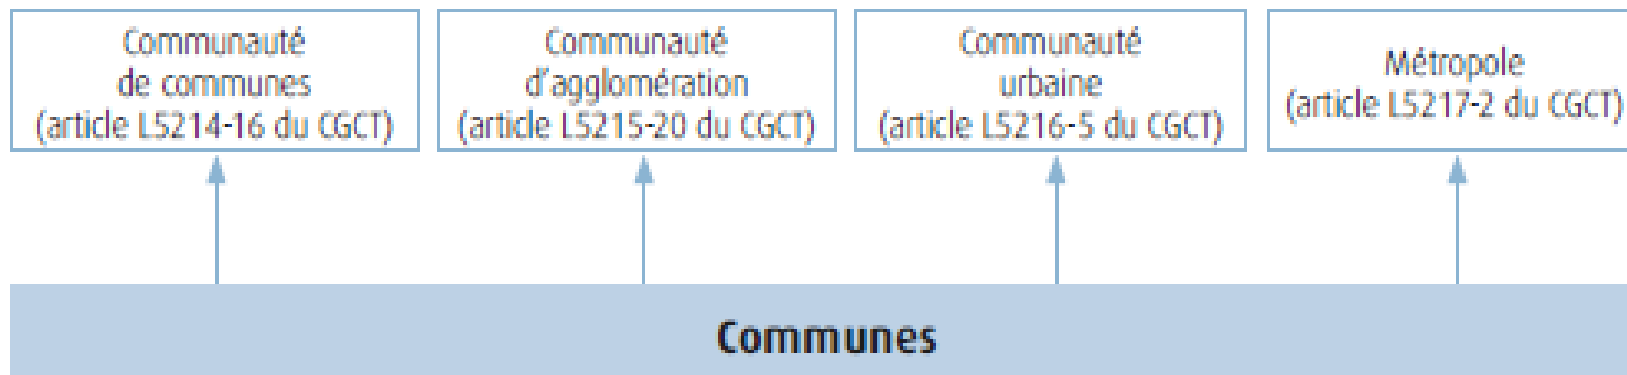 Communauté
de communes
(article L5214-16 du CGCT)
Communauté
d'agglomération
(article L5215-20 du CGCT)
Communauté
urbaine
(article L5216-5 du CGCT)
Métropole
(article L5217-2 du CGCT)
Communes